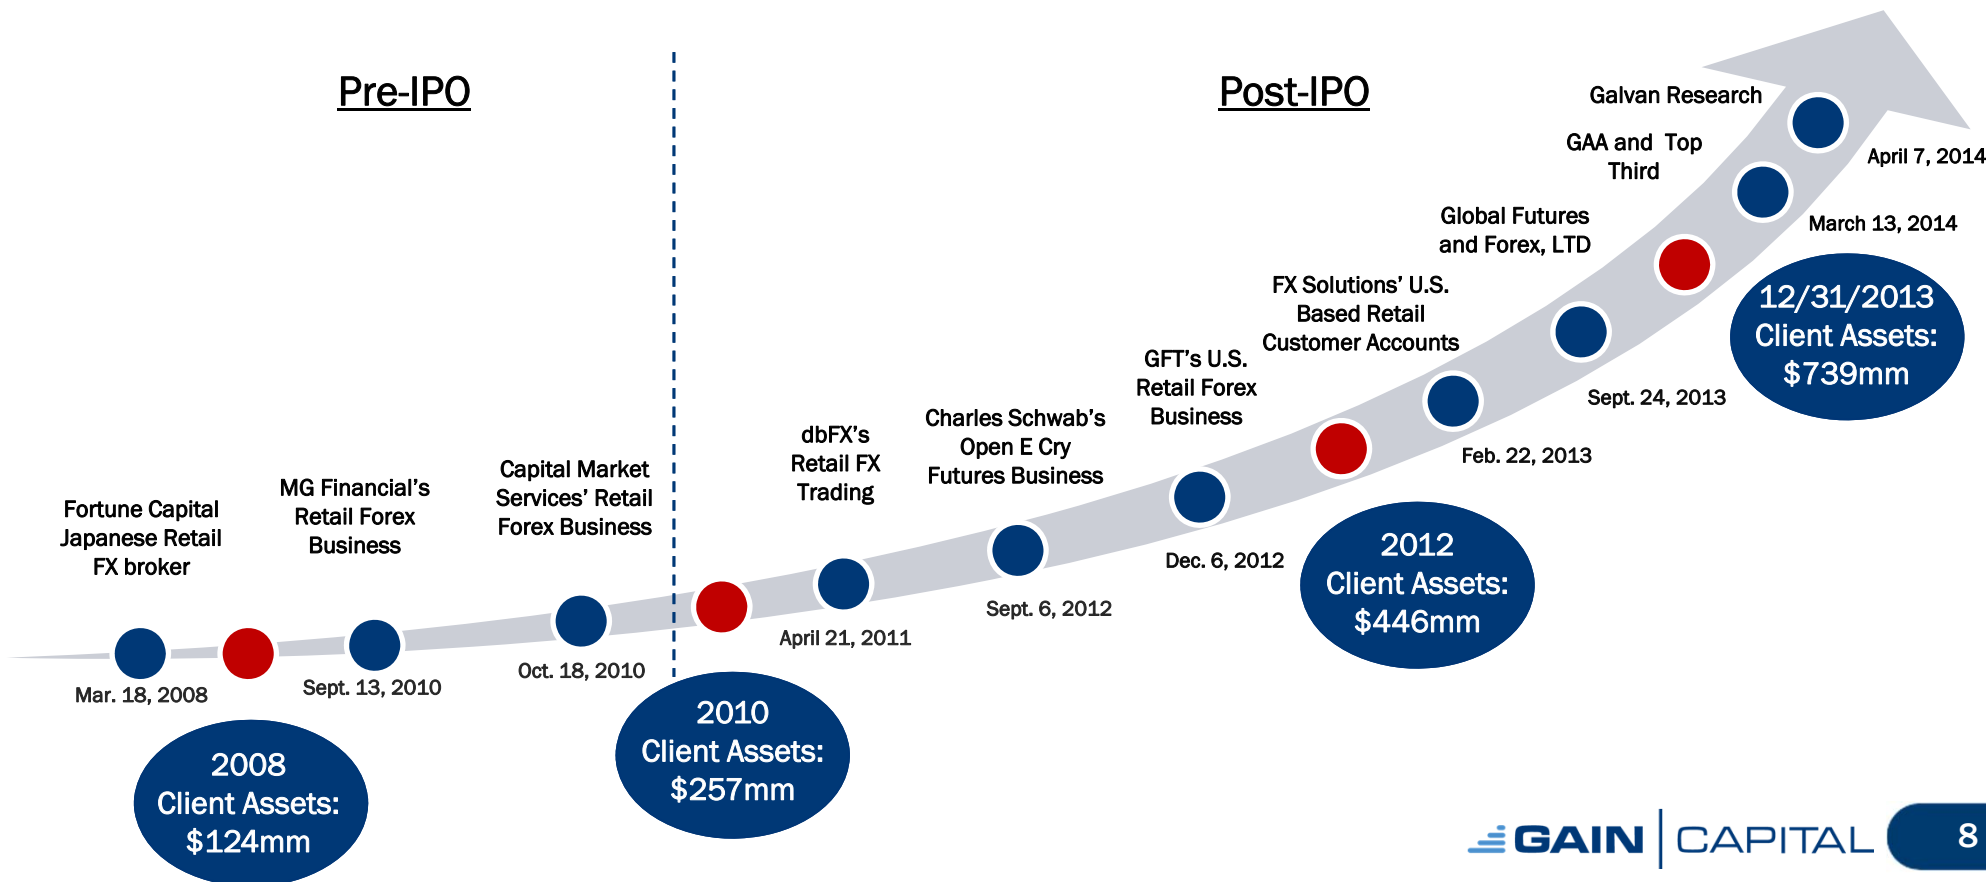 Pre-IPO
Post-IPO
Fortune Capital
Japanese Retail
FX broker
Mar. 18, 2008
2008
Client Assets:
$124mm
MG Financial’s
Retail Forex
Business
Sept. 13, 2010
Capital Market
Services’ Retail
Forex Business
Oct. 18, 2010
2010
Client Assets:
$257mm
dbFX’s
Retail FX
Trading
April 21, 2011
Charles Schwab’s
Open E Cry
Futures Business
Sept. 6, 2012
GFT’s U.S.
Retail Forex
Business
Dec. 6, 2012
2012
Client Assets:
$446mm
FX Solutions’ U.S.
Based Retail
Customer Accounts
Feb. 22, 2013
Global Futures
and Forex, LTD
Sept. 24, 2013
12/31/2013
Client Assets:
$739mm
GAA and Top
Third
March 13, 2014
Galvan Research
April 7, 2014
GAIN CAPITAL
8